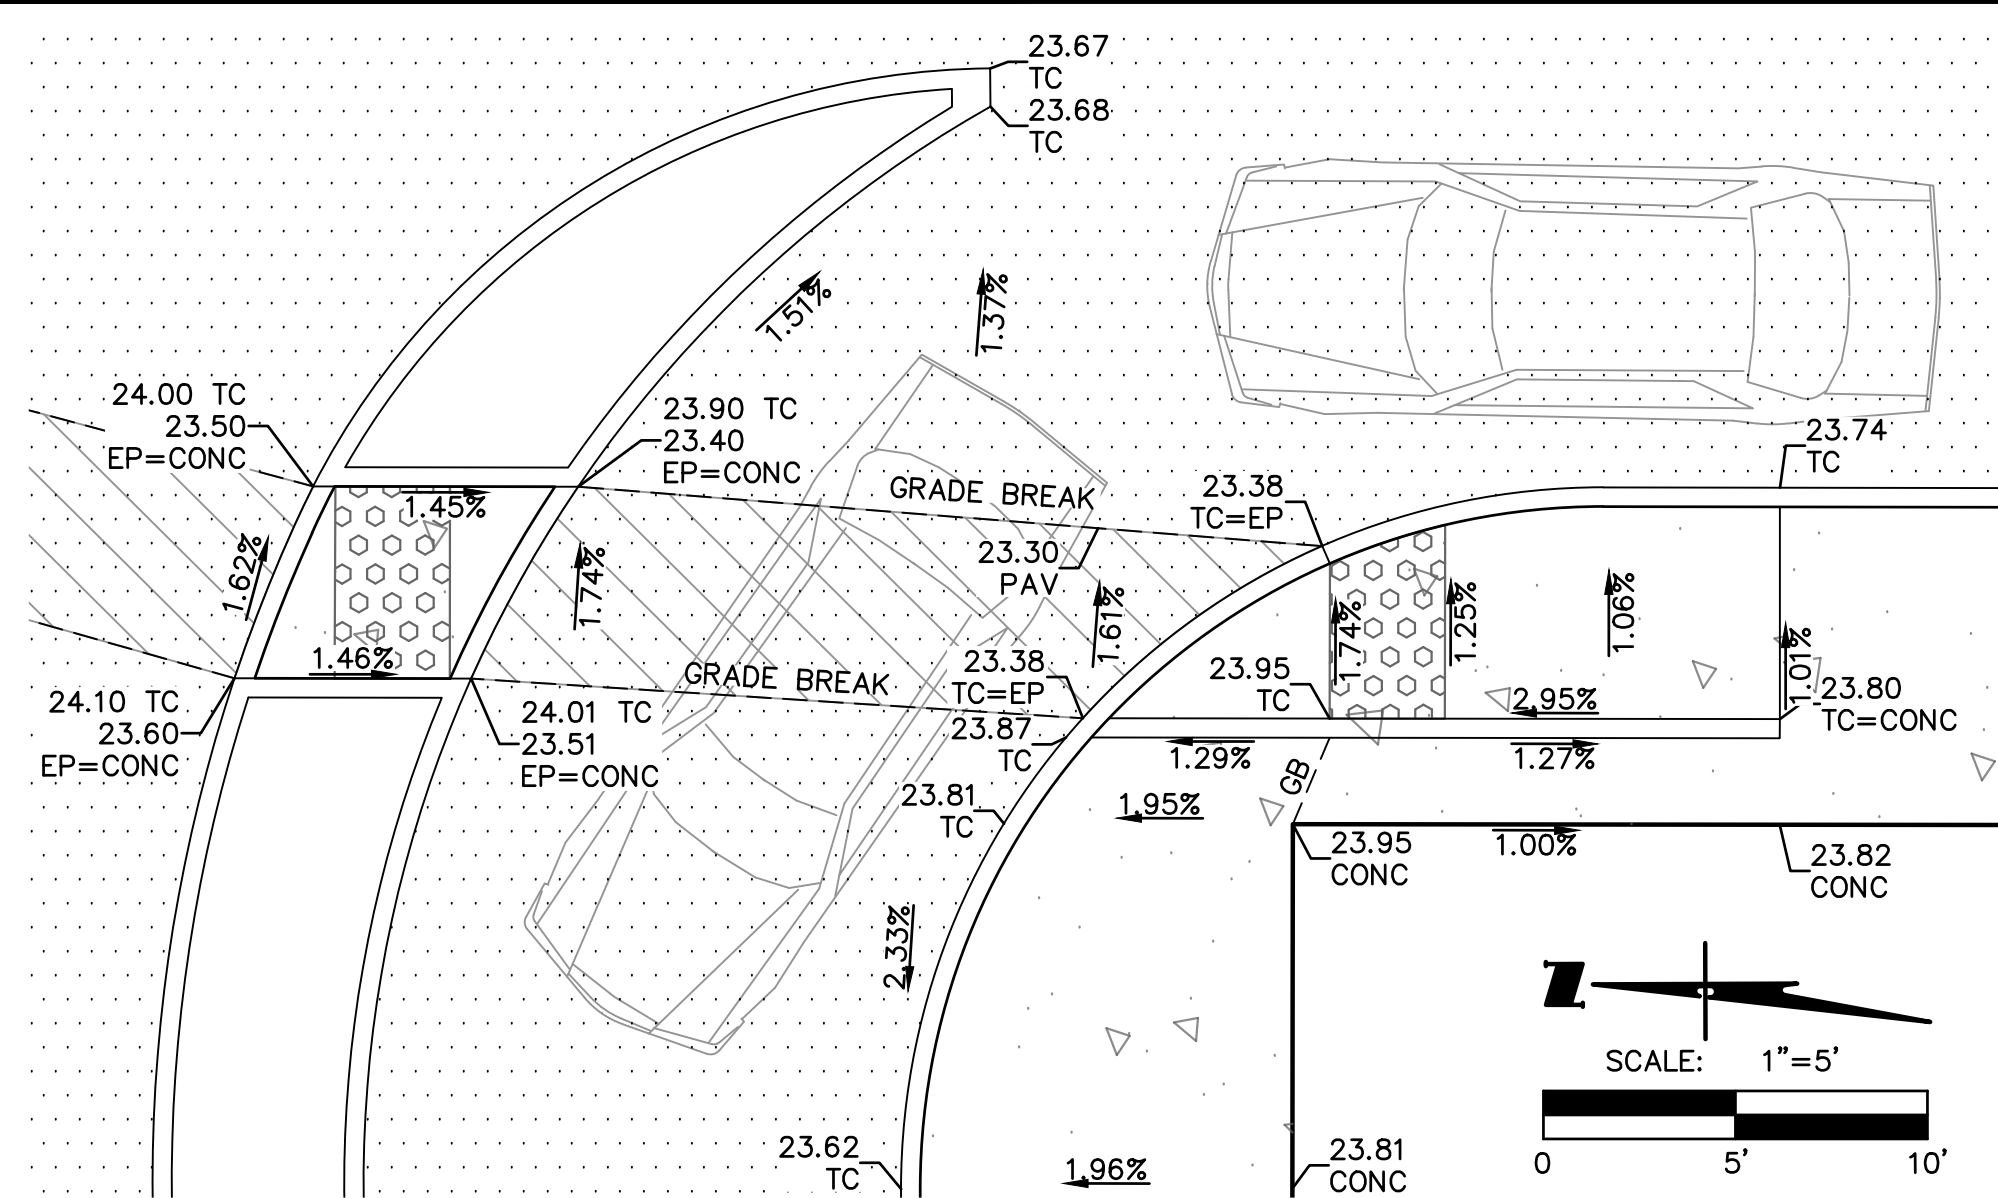 23.67
TC
23.68
TC
1.51%
1.37%
24.00 TC
23.50
EP=CONC
23.90 TC
23.40
EP=CONC
23.74
TC
GRADE BREAK
23.38
TC=EP
1.45%
1.62%
1.74%
23.30
PAV
1.61%
1.74%
1.25%
1.06%
1.01%
1.46%
GRADE BREAK
23.38
TC=EP
23.95
TC
2.95%
23.80
TC=CONC
24.10 TC
23.60
EP=CONC
24.01 TC
23.51
EP=CONC
23.87
TC
1.29%
1.27%
GB
23.81
TC
1.95%
23.95
CONC
1.00%
23.82
CONC
2.33%
N
SCALE: 1"=5'
0 5' 10'
23.62
TC
1.96%
23.81
CONC